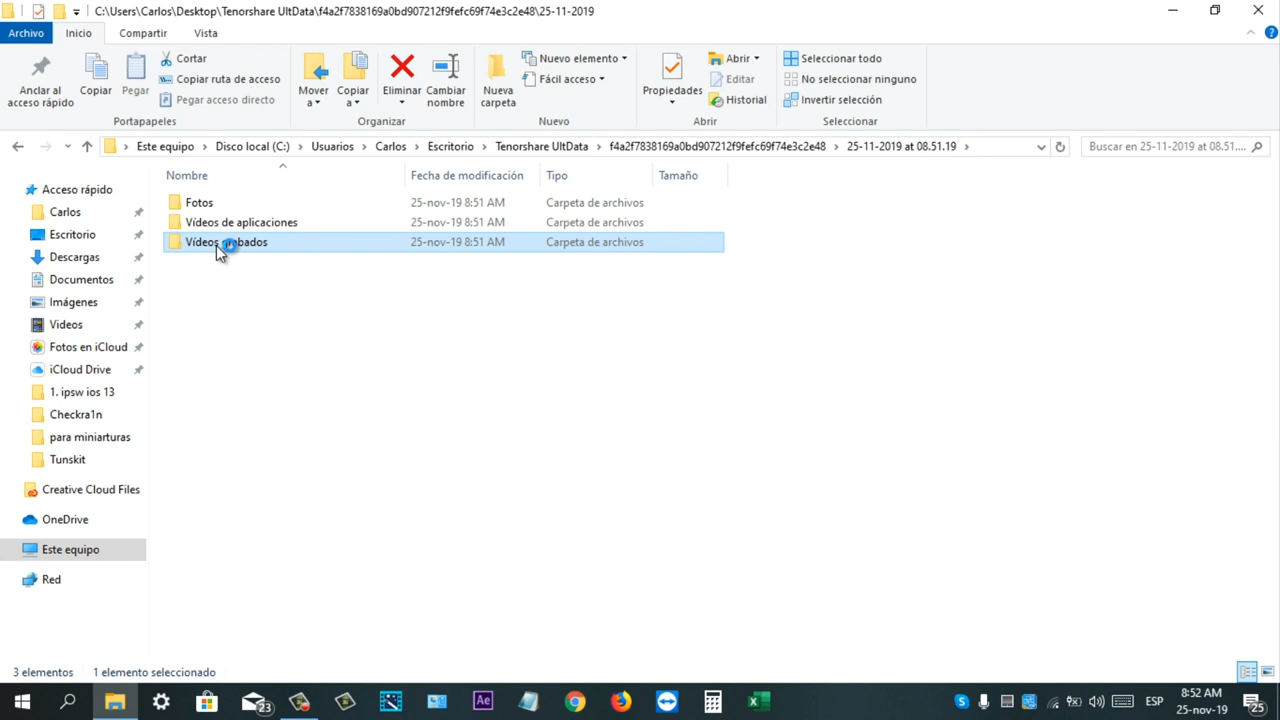 C:\Users\Carlos\Desktop\Tenorshare UltData\f4a2f7838169a0bd907212f9fefc69f74e3c2e48\25-11-2019
Archivo Inicio Compartir Vista
Anclar al acceso rápido
Copiar
Pegar
Cortar
Copiar ruta de acceso
Pegar acceso directo
Portapapeles
Mover a
Copiar a
Eliminar
Cambiar nombre
Organizar
Nueva carpeta
Nuevo elemento
Fácil acceso
Nuevo
Propiedades
Abrir
Editar
Historial
Abrir
Seleccionar todo
No seleccionar ninguno
Invertir selección
Seleccionar
Este equipo > Disco local (C:) > Usuarios > Carlos > Escritorio > Tenorshare UltData > f4a2f7838169a0bd907212f9fefc69f74e3c2e48 > 25-11-2019 at 08.51.19 >
Buscar en 25-11-2019 at 08.51....
Nombre Fecha de modificación Tipo Tamaño
Fotos 25-nov-19 8:51 AM Carpeta de archivos
Vídeos de aplicaciones 25-nov-19 8:51 AM Carpeta de archivos
Vídeos grabados 25-nov-19 8:51 AM Carpeta de archivos
Acceso rápido
Carlos
Escritorio
Descargas
Documentos
Imágenes
Videos
Fotos en iCloud
iCloud Drive
1. ipsw ios 13
Checkra1n
para miniarturas
Tunskit
Creative Cloud Files
OneDrive
Este equipo
Red
3 elementos 1 elemento seleccionado
23
Ae
ESP
8:52 AM
25-nov-19
25